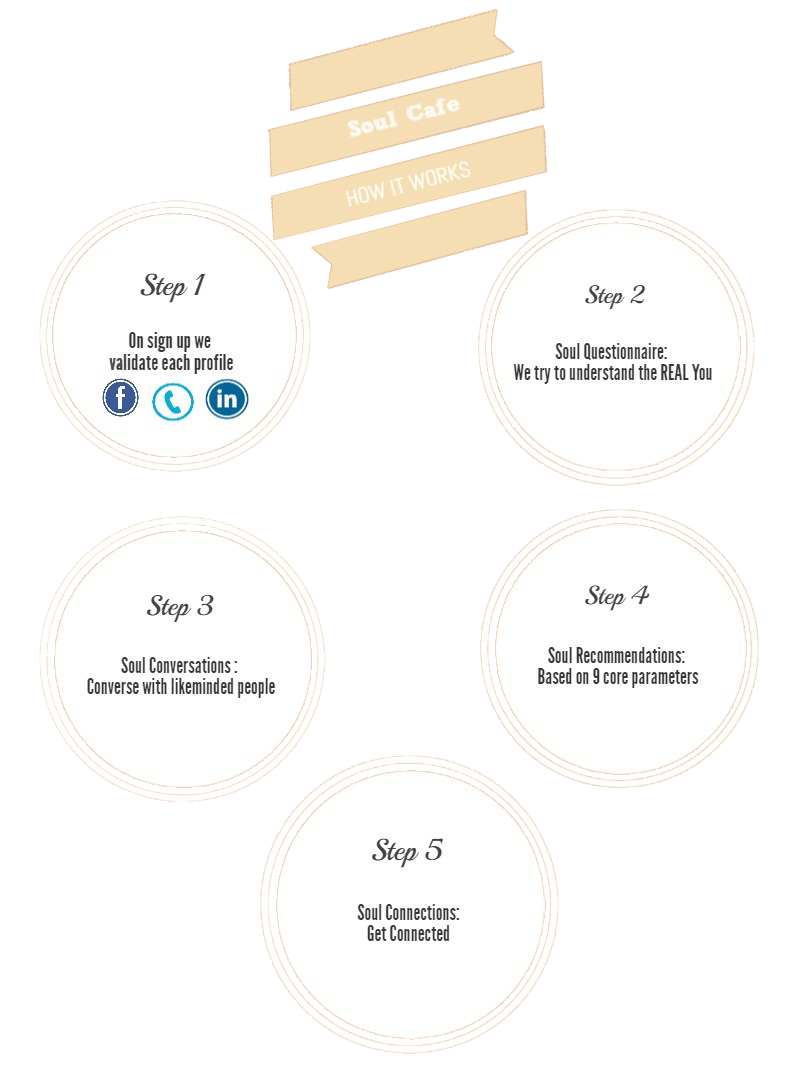 Soul Cafe
HOW IT WORKS
Step 1
On sign up we
validate each profile
f
in
Step 2
Soul Questionnaire:
We try to understand the REAL You
Step 3
Soul Conversations :
Converse with likeminded people
Step 4
Soul Recommendations:
Based on 9 core parameters
Step 5
Soul Connections:
Get Connected